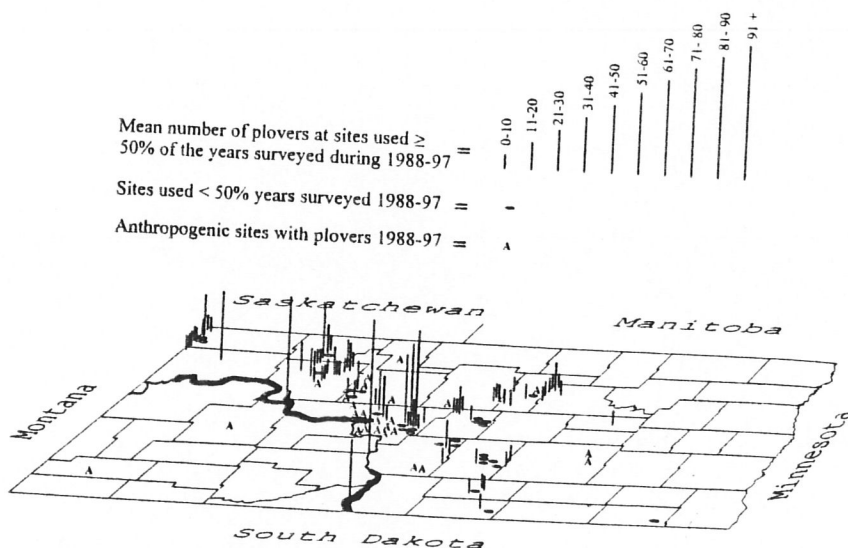 0-10
11-20
21-30
31-40
41-50
51-60
61-70
71-80
81-90
91 +
Mean number of plovers at sites used ≥
50% of the years surveyed during 1988-97 =
Sites used < 50% years surveyed 1988-97 =
Anthropogenic sites with plovers 1988-97 = A
Saskatchewan
Manitoba
Montana
Minnesota
South Dakota
A
A
A
A
A
A
A A
A
A